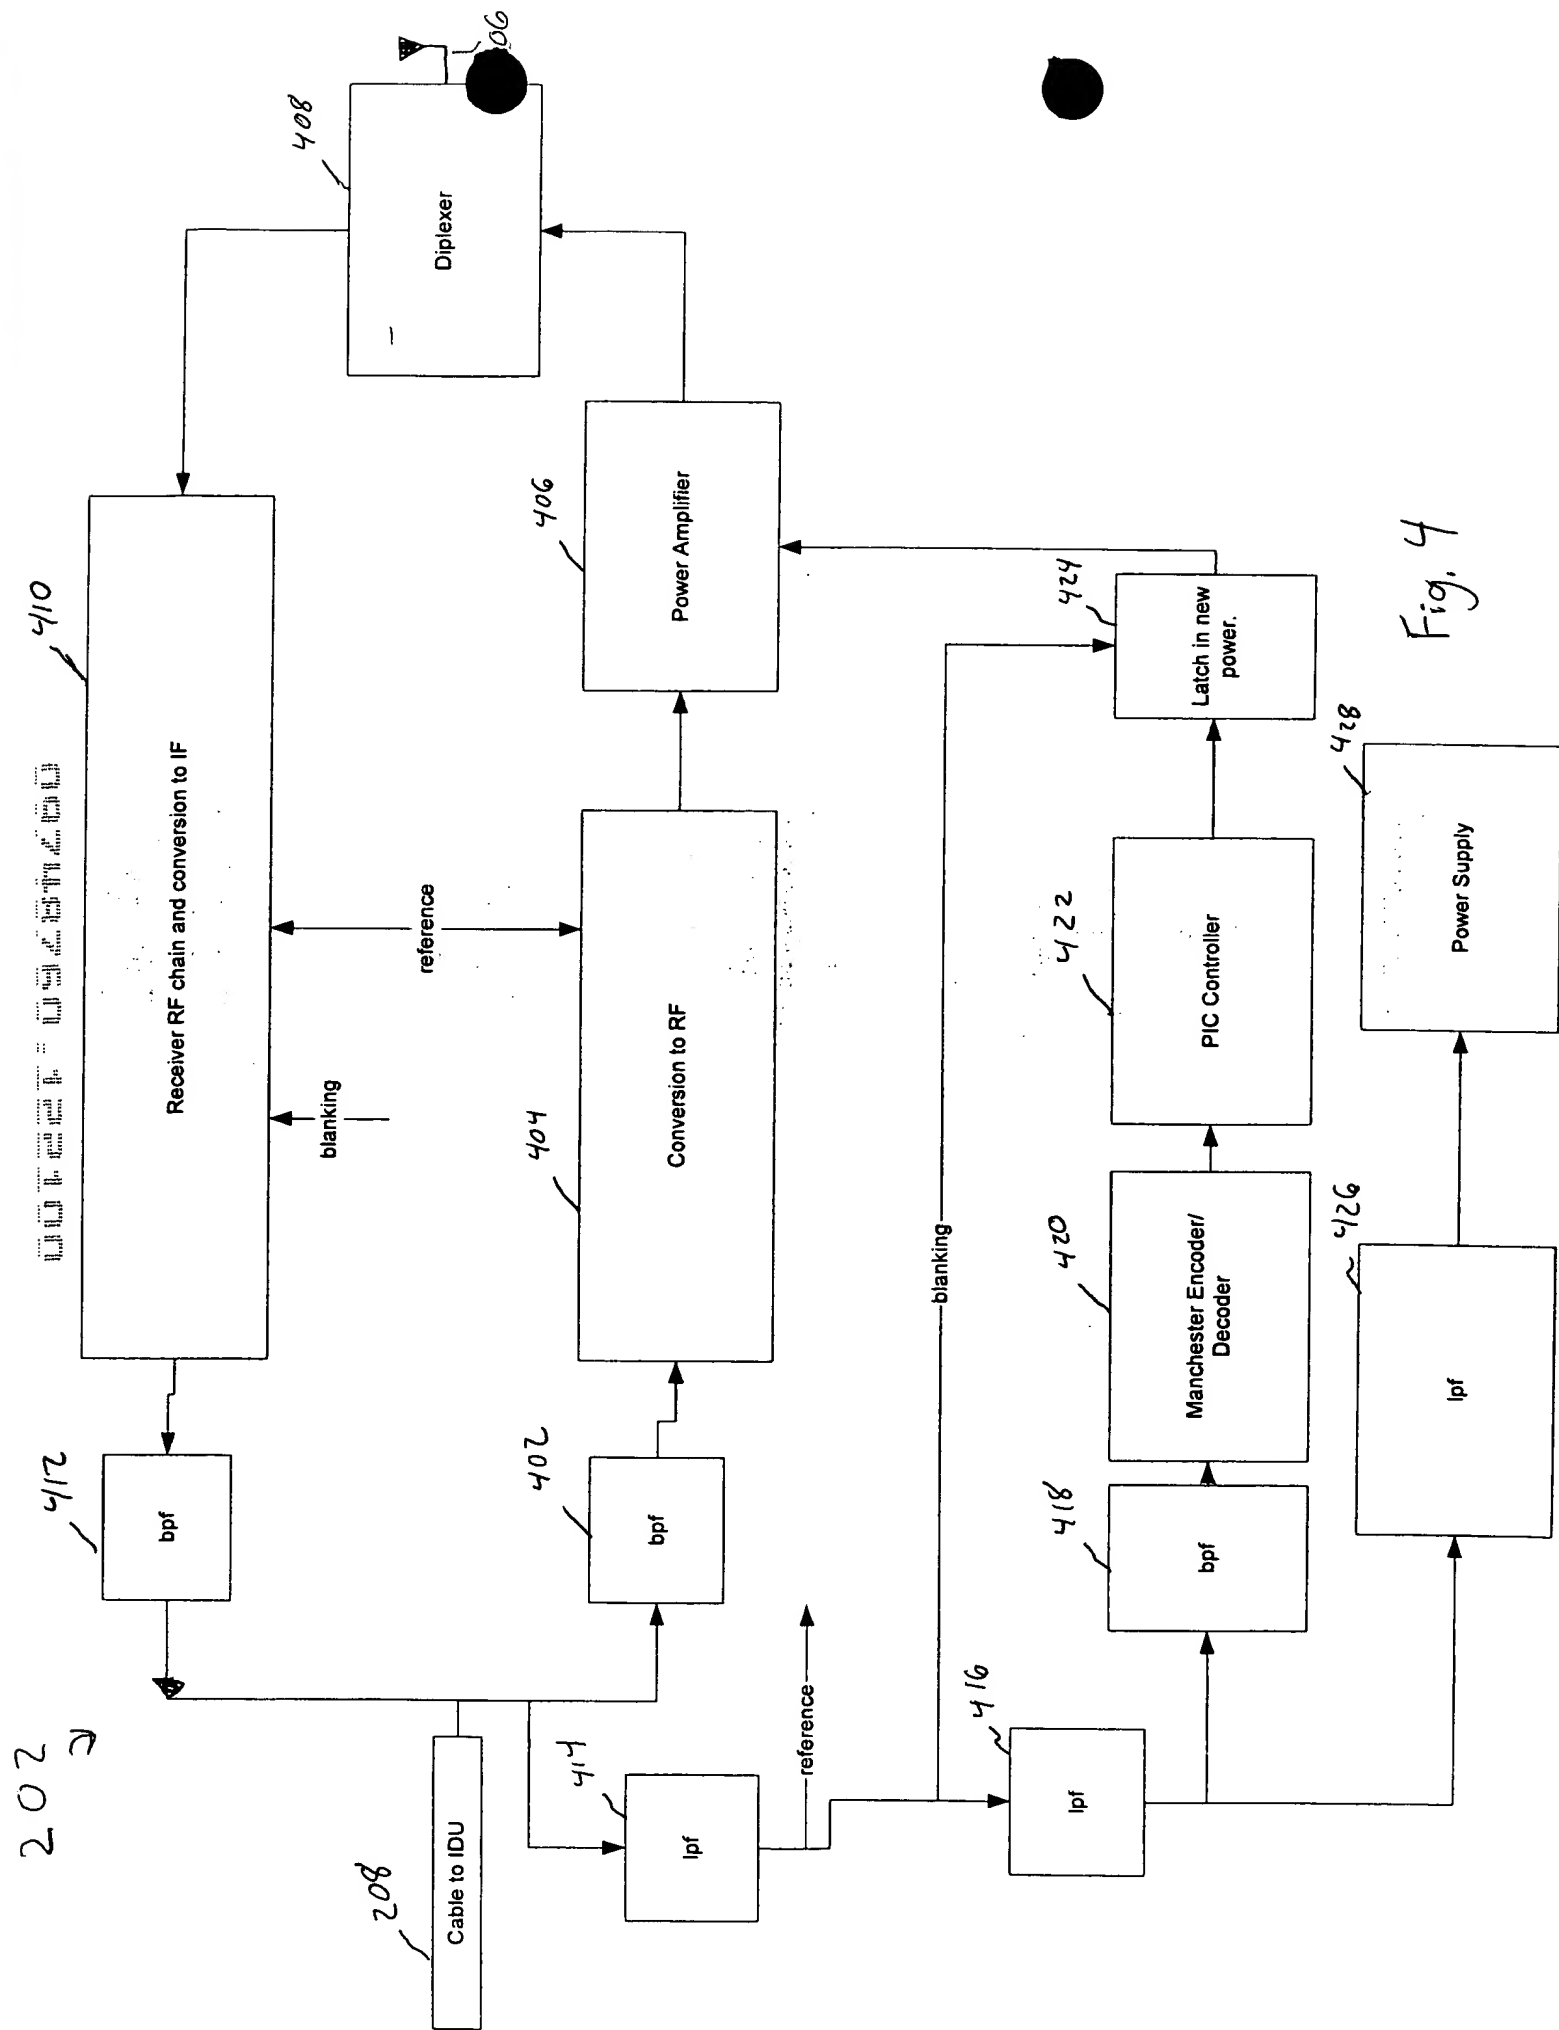 202
410
Receiver RF chain and conversion to IF
412
bpf
blanking
reference
408
Diplexer
06
208
Cable to IDU
402
bpf
404
Conversion to RF
406
Power Amplifier
414
lpf
reference
blanking
416
lpf
418
bpf
420
Manchester Encoder/
Decoder
422
PIC Controller
424
Latch in new
power.
426
lpf
428
Power Supply
Fig. 4